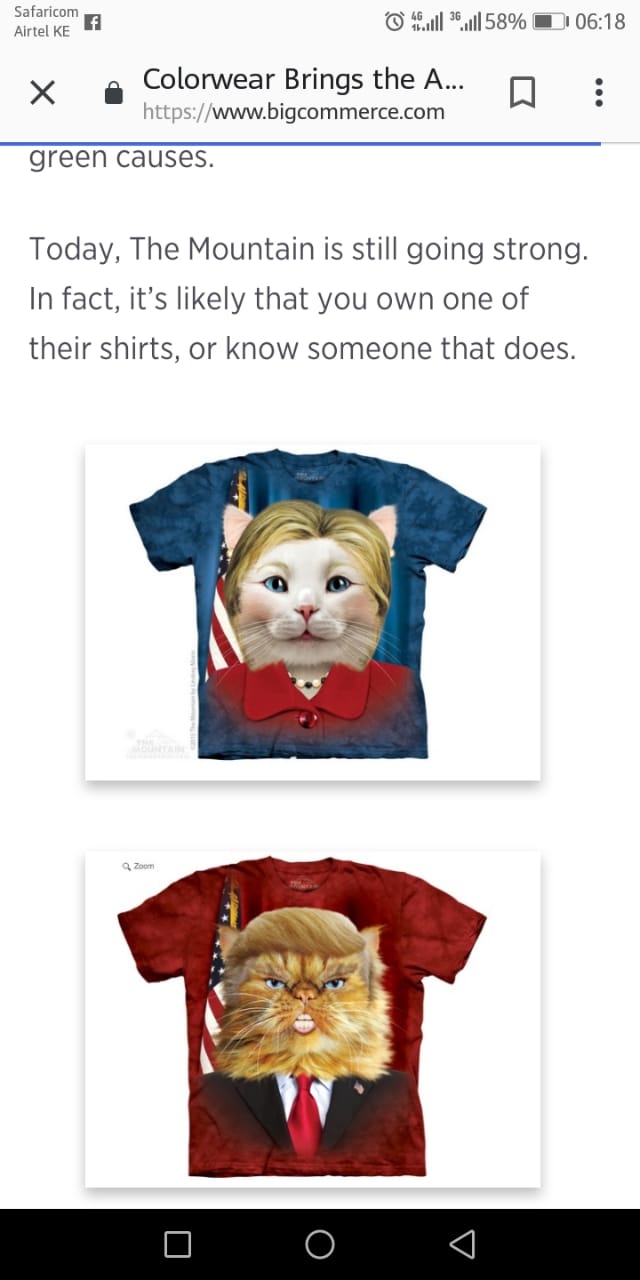 Safaricom
Airtel KE
4G
1L
3G
58%
06:18
Colorwear Brings the A...
https://www.bigcommerce.com
green causes.
Today, The Mountain is still going strong.
In fact, it's likely that you own one of
their shirts, or know someone that does.
THE
MOUNTAIN
Zoom